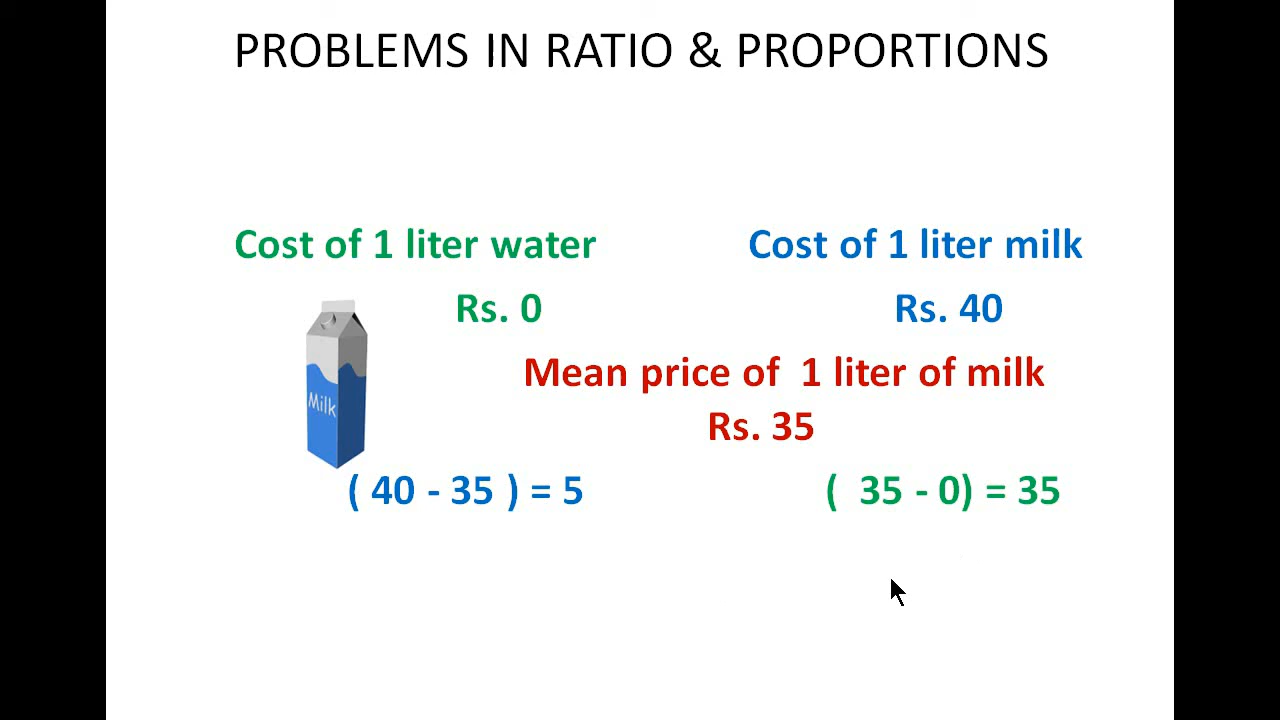 PROBLEMS IN RATIO & PROPORTIONS
Cost of 1 liter water
Cost of 1 liter milk
Rs. 0
Rs. 40
Mean price of  1 liter of milk
Rs. 35
Milk
( 40 - 35 ) = 5
(  35 - 0) = 35